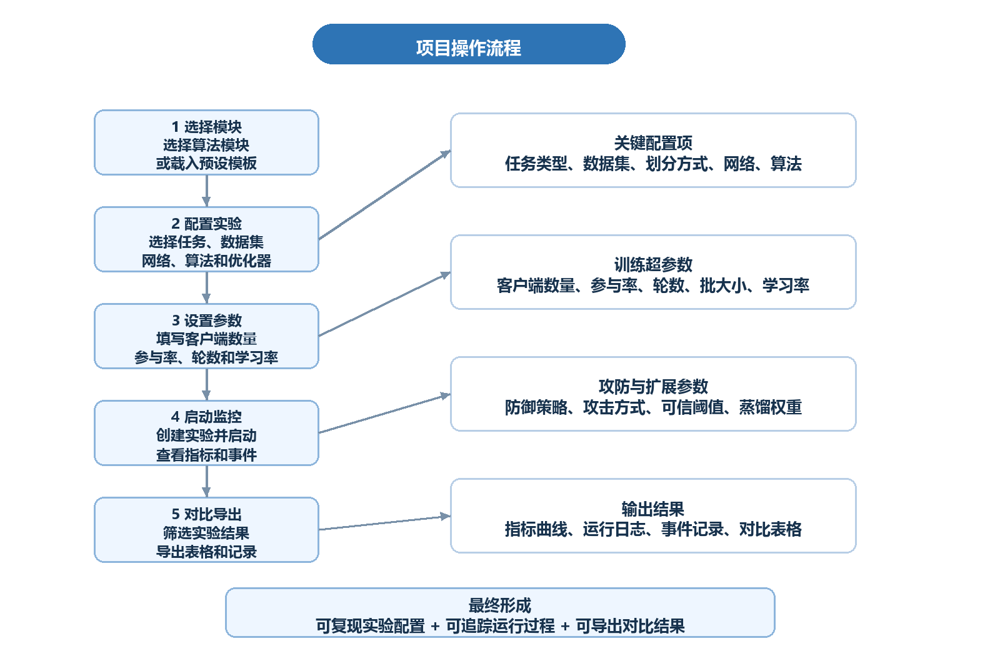 项目操作流程
1 选择模块
选择算法模块
或载入预设模板
2 配置实验
选择任务、数据集
网络、算法和优化器
3 设置参数
填写客户端数量
参与率、轮数和学习率
4 启动监控
创建实验并启动
查看指标和事件
5 对比导出
筛选实验结果
导出表格和记录
关键配置项
任务类型、数据集、划分方式、网络、算法
训练超参数
客户端数量、参与率、轮数、批大小、学习率
攻防与扩展参数
防御策略、攻击方式、可信阈值、蒸馏权重
输出结果
指标曲线、运行日志、事件记录、对比表格
最终形成
可复现实验配置 + 可追踪运行过程 + 可导出对比结果